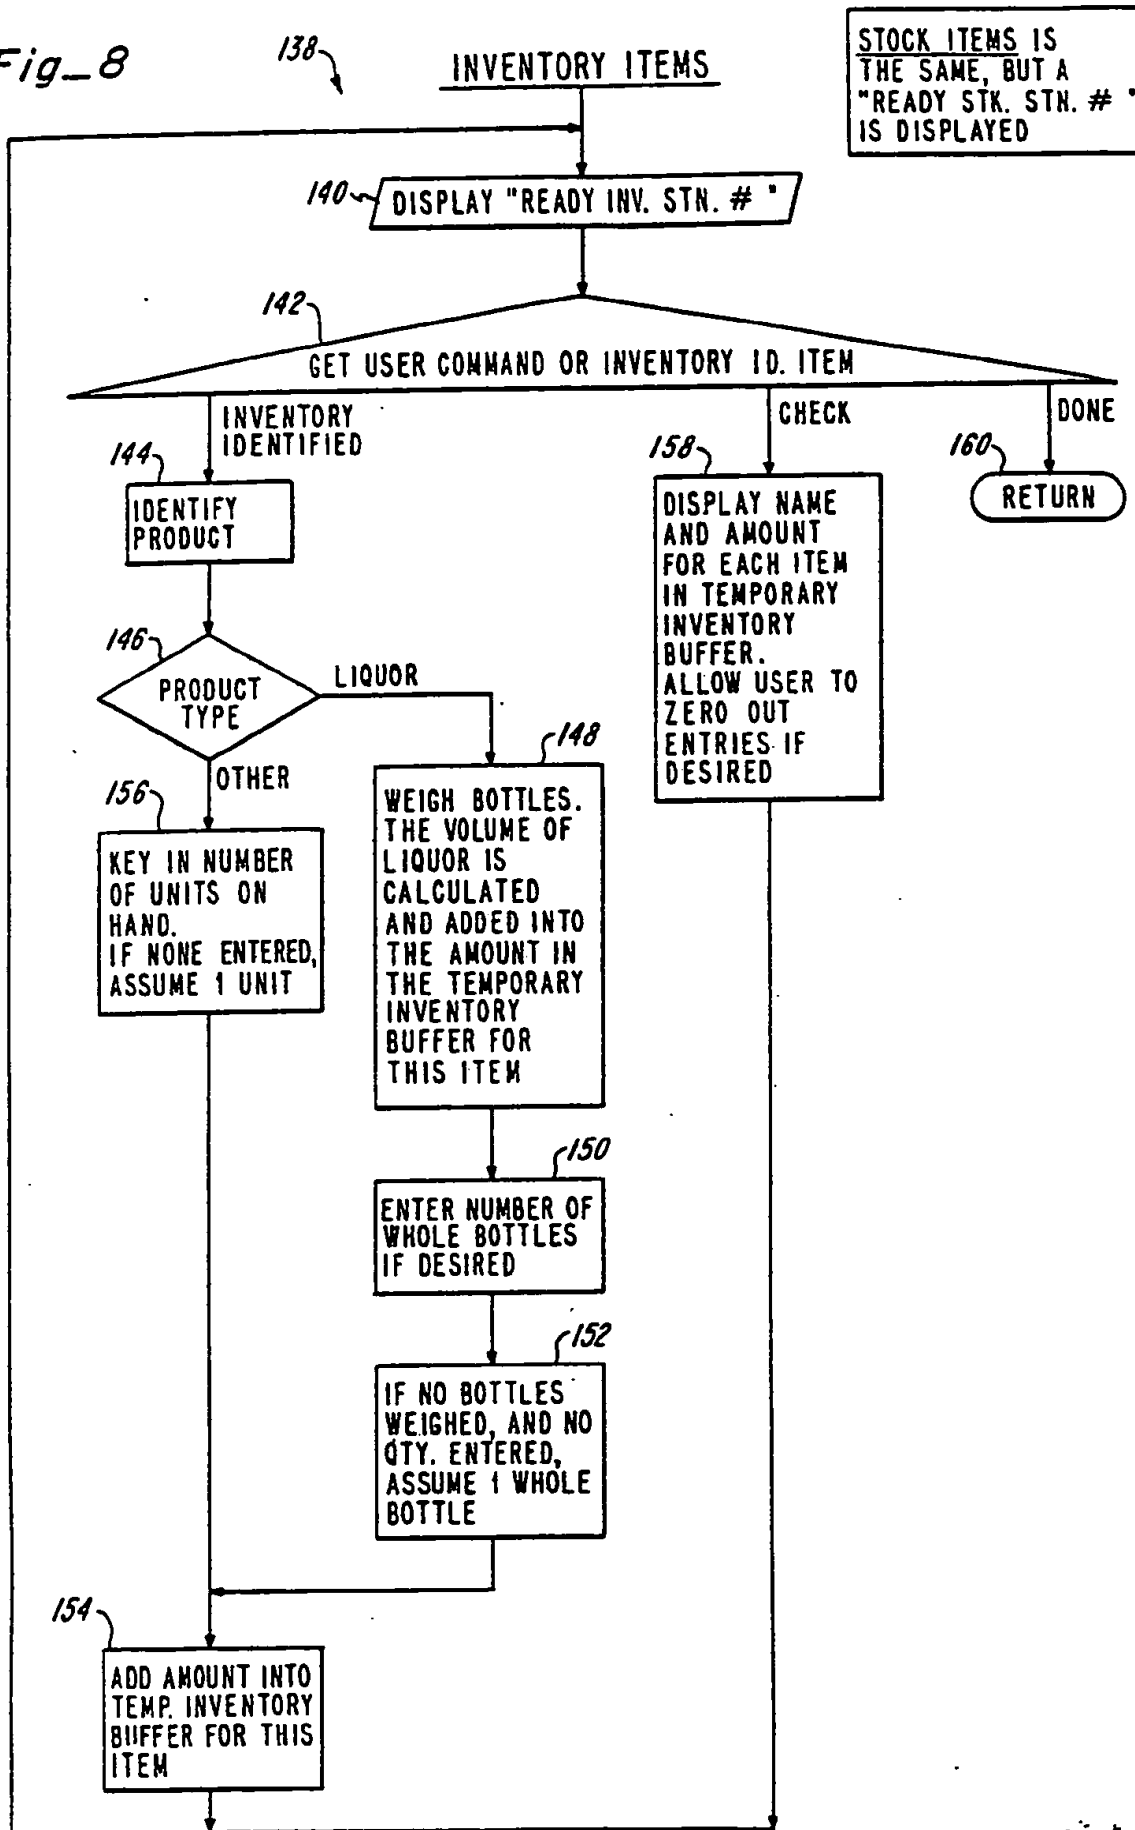 Fig_8
138
INVENTORY ITEMS
STOCK ITEMS IS
THE SAME, BUT A
"READY STK. STN. # "
IS DISPLAYED
140
DISPLAY "READY INV. STN. # "
142
GET USER COMMAND OR INVENTORY ID. ITEM
INVENTORY
IDENTIFIED
CHECK
DONE
144
IDENTIFY
PRODUCT
158
DISPLAY NAME
AND AMOUNT
FOR EACH ITEM
IN TEMPORARY
INVENTORY
BUFFER.
ALLOW USER TO
ZERO OUT
ENTRIES IF
DESIRED
160
RETURN
146
PRODUCT
TYPE
LIQUOR
OTHER
148
WEIGH BOTTLES.
THE VOLUME OF
LIQUOR IS
CALCULATED
AND ADDED INTO
THE AMOUNT IN
THE TEMPORARY
INVENTORY
BUFFER FOR
THIS ITEM
156
KEY IN NUMBER
OF UNITS ON
HAND.
IF NONE ENTERED,
ASSUME 1 UNIT
150
ENTER NUMBER OF
WHOLE BOTTLES
IF DESIRED
152
IF NO BOTTLES
WEIGHED, AND NO
QTY. ENTERED,
ASSUME 1 WHOLE
BOTTLE
154
ADD AMOUNT INTO
TEMP. INVENTORY
BUFFER FOR THIS
ITEM